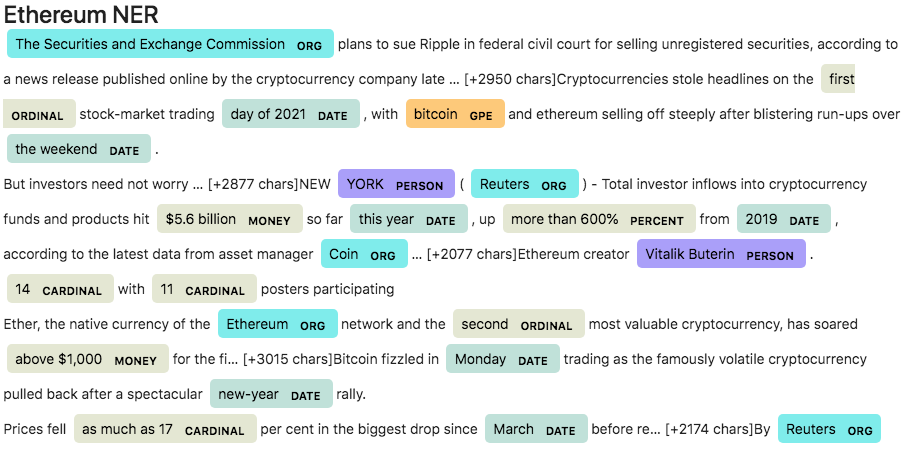 Ethereum NER
The Securities and Exchange Commission ORG plans to sue Ripple in federal civil court for selling unregistered securities, according to
a news release published online by the cryptocurrency company late … [+2950 chars]Cryptocurrencies stole headlines on the first
ORDINAL stock-market trading day of 2021 DATE , with bitcoin GPE and ethereum selling off steeply after blistering run-ups over
the weekend DATE .
But investors need not worry … [+2877 chars]NEW YORK PERSON ( Reuters ORG ) - Total investor inflows into cryptocurrency
funds and products hit $5.6 billion MONEY so far this year DATE , up more than 600% PERCENT from 2019 DATE ,
according to the latest data from asset manager Coin ORG … [+2077 chars]Ethereum creator Vitalik Buterin PERSON .
14 CARDINAL with 11 CARDINAL posters participating
Ether, the native currency of the Ethereum ORG network and the second ORDINAL most valuable cryptocurrency, has soared
above $1,000 MONEY for the fi… [+3015 chars]Bitcoin fizzled in Monday DATE trading as the famously volatile cryptocurrency
pulled back after a spectacular new-year DATE rally.
Prices fell as much as 17 CARDINAL per cent in the biggest drop since March DATE before re… [+2174 chars]By Reuters ORG